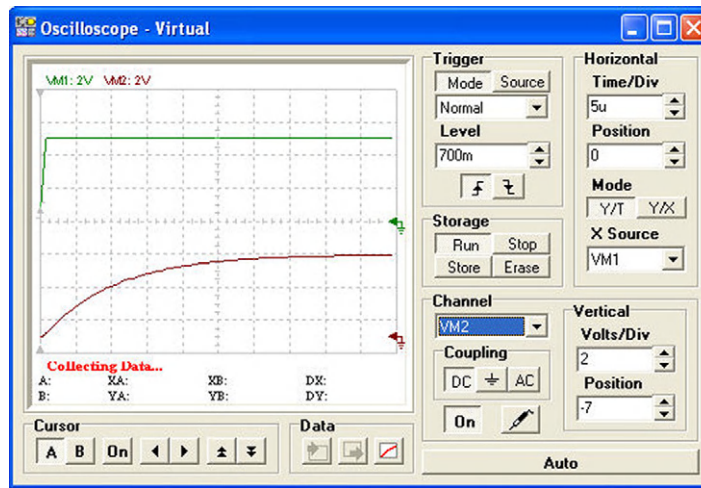 Oscilloscope - Virtual
VM1: 2V VM2: 2V
Collecting Data...
A: XA: XB: DX:
B: YA: YB: DY:
Cursor
A B On
Data
Trigger
Mode Source
Normal
Level
700m
Storage
Run Stop
Store Erase
Horizontal
Time/Div
5u
Position
0
Mode
Y/T Y/X
X Source
VM1
Channel
VM2
Coupling
DC AC
On
Vertical
Volts/Div
2
Position
-7
Auto